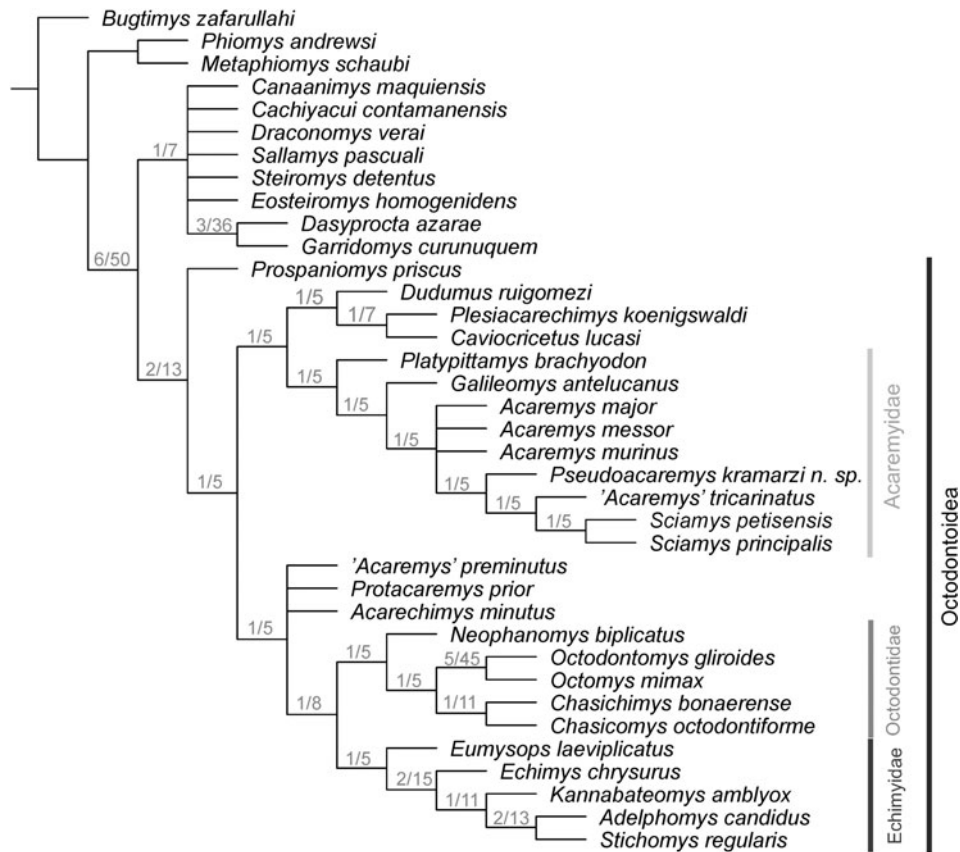 Bugtimys zafarullahi
Phiomys andrewsi
Metaphiomys schaubi
Canaanimys maquiensis
Cachiyacui contamanensis
Draconomys verai
1/7
Sallamys pascuali
Steiromys detentus
Eosteiromys homogenidens
3/36
Dasyprocta azarae
Garridomys curunuquem
6/50
Prospaniomys priscus
Dudumus ruigomezi
1/5
Plesiacarechimys koenigswaldi
1/7
Caviocricetus lucasi
1/5
Platypittamys brachyodon
2/13
1/5
Galileomys antelucanus
1/5
Acaremys major
Acaremys messor
1/5
Acaremys murinus
Pseudoacaremys kramarzi n. sp.
1/5
1/5
'Acaremys' tricarinatus
1/5
1/5
Sciamys petisensis
Sciamys principalis
Acaremyidae
'Acaremys' preminutus
Protacaremys prior
Acarechimys minutus
1/5
Neophanomys biplicatus
1/5
5/45
Octodontomys gliroides
1/5
Octomys mimax
1/8
1/11
Chasichimys bonaerense
Chasicomys octodontiforme
Octodontidae
Eumysops laeviplicatus
1/5
Echimys chrysurus
2/15
Kannabateomys amblyox
1/11
2/13
Adelphomys candidus
Stichomys regularis
Echimyidae
Octodontoidea